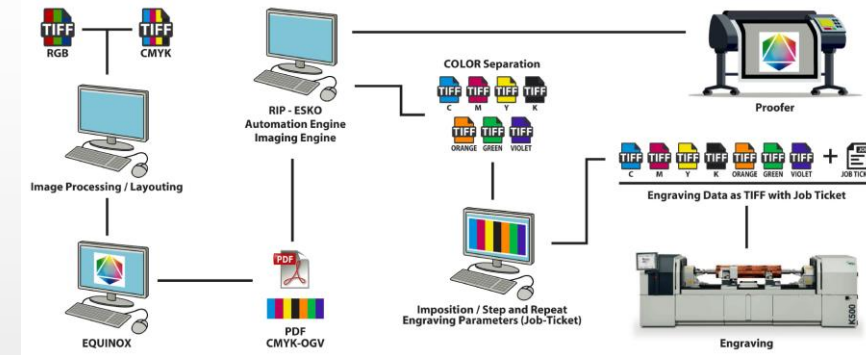 TIFF
RGB
TIFF
CMYK
Image Processing / Layouting
EQUINOX
PDF
PDF
CMYK-OGV
RIP - ESKO
Automation Engine
Imaging Engine
COLOR Separation
TIFF TIFF TIFF TIFF
C M Y K
TIFF TIFF TIFF
ORANGE GREEN VIOLET
Imposition / Step and Repeat
Engraving Parameters (Job-Ticket)
Proofer
TIFF TIFF TIFF TIFF TIFF TIFF TIFF +
C M Y K ORANGE GREEN VIOLET
Engraving Data as TIFF with Job Ticket
K500
Engraving